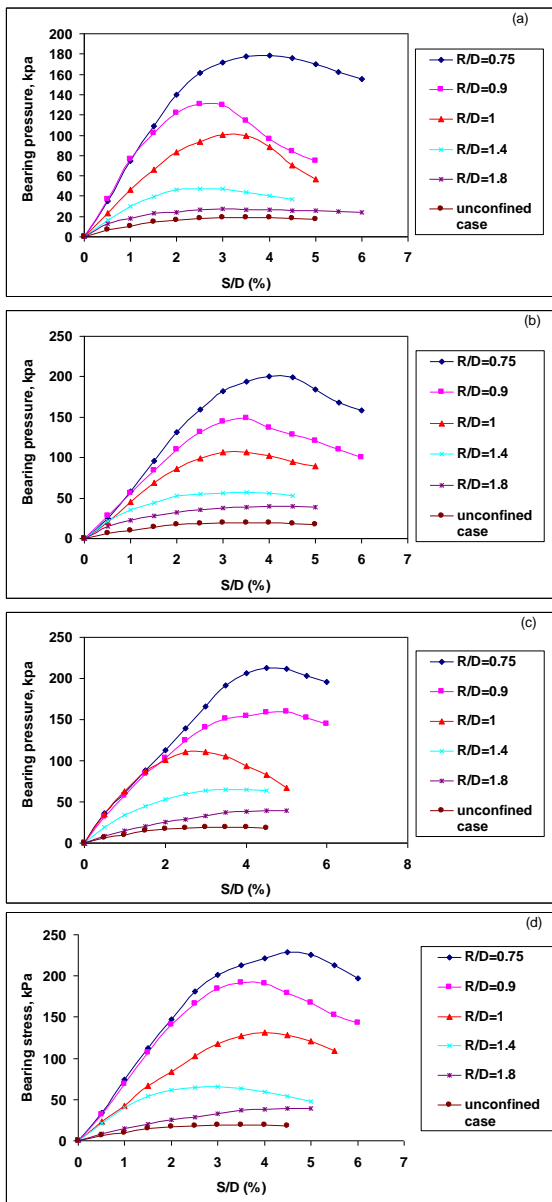 (a)
200
180
160
140
120
100
80
60
40
20
0
Bearing pressure, kpa
0 1 2 3 4 5 6 7
S/D (%)
R/D=0.75
R/D=0.9
R/D=1
R/D=1.4
R/D=1.8
unconfined
case
(b)
250
200
150
100
50
0
Bearing pressure, kpa
0 1 2 3 4 5 6 7
S/D (%)
R/D=0.75
R/D=0.9
R/D=1
R/D=1.4
R/D=1.8
unconfined
case
(c)
250
200
150
100
50
0
Bearing pressure, kpa
0 2 4 6 8
S/D (%)
R/D=0.75
R/D=0.9
R/D=1
R/D=1.4
R/D=1.8
unconfined
case
(d)
250
200
150
100
50
0
Bearing stress, kPa
0 1 2 3 4 5 6 7
S/D (%)
R/D=0.75
R/D=0.9
R/D=1
R/D=1.4
R/D=1.8
unconfined
case